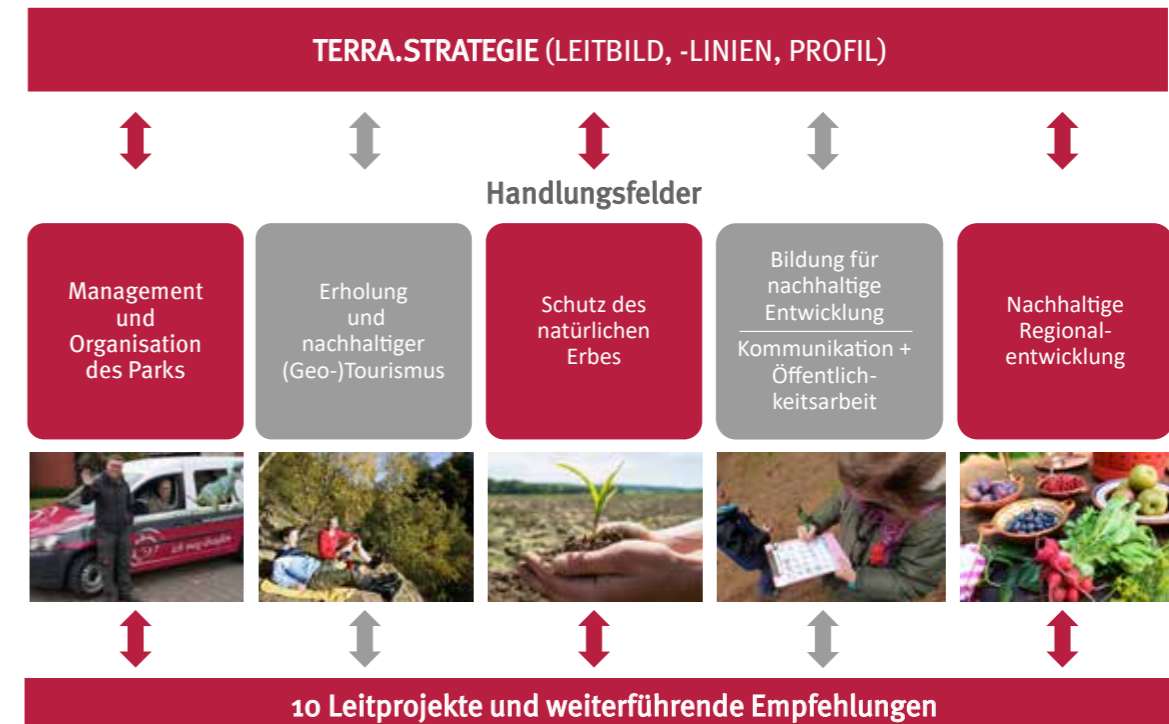 TERRA.STRATEGIE (LEITBILD, -LINIEN, PROFIL)
Handlungsfelder
Management
und
Organisation
des Parks
Erholung
und
nachhaltiger
(Geo-)Tourismus
Schutz des
natürlichen
Erbes
Bildung für
nachhaltige
Entwicklung
Kommunikation +
Öffentlich-
keitsarbeit
Nachhaltige
Regional-
entwicklung
10 Leitprojekte und weiterführende Empfehlungen